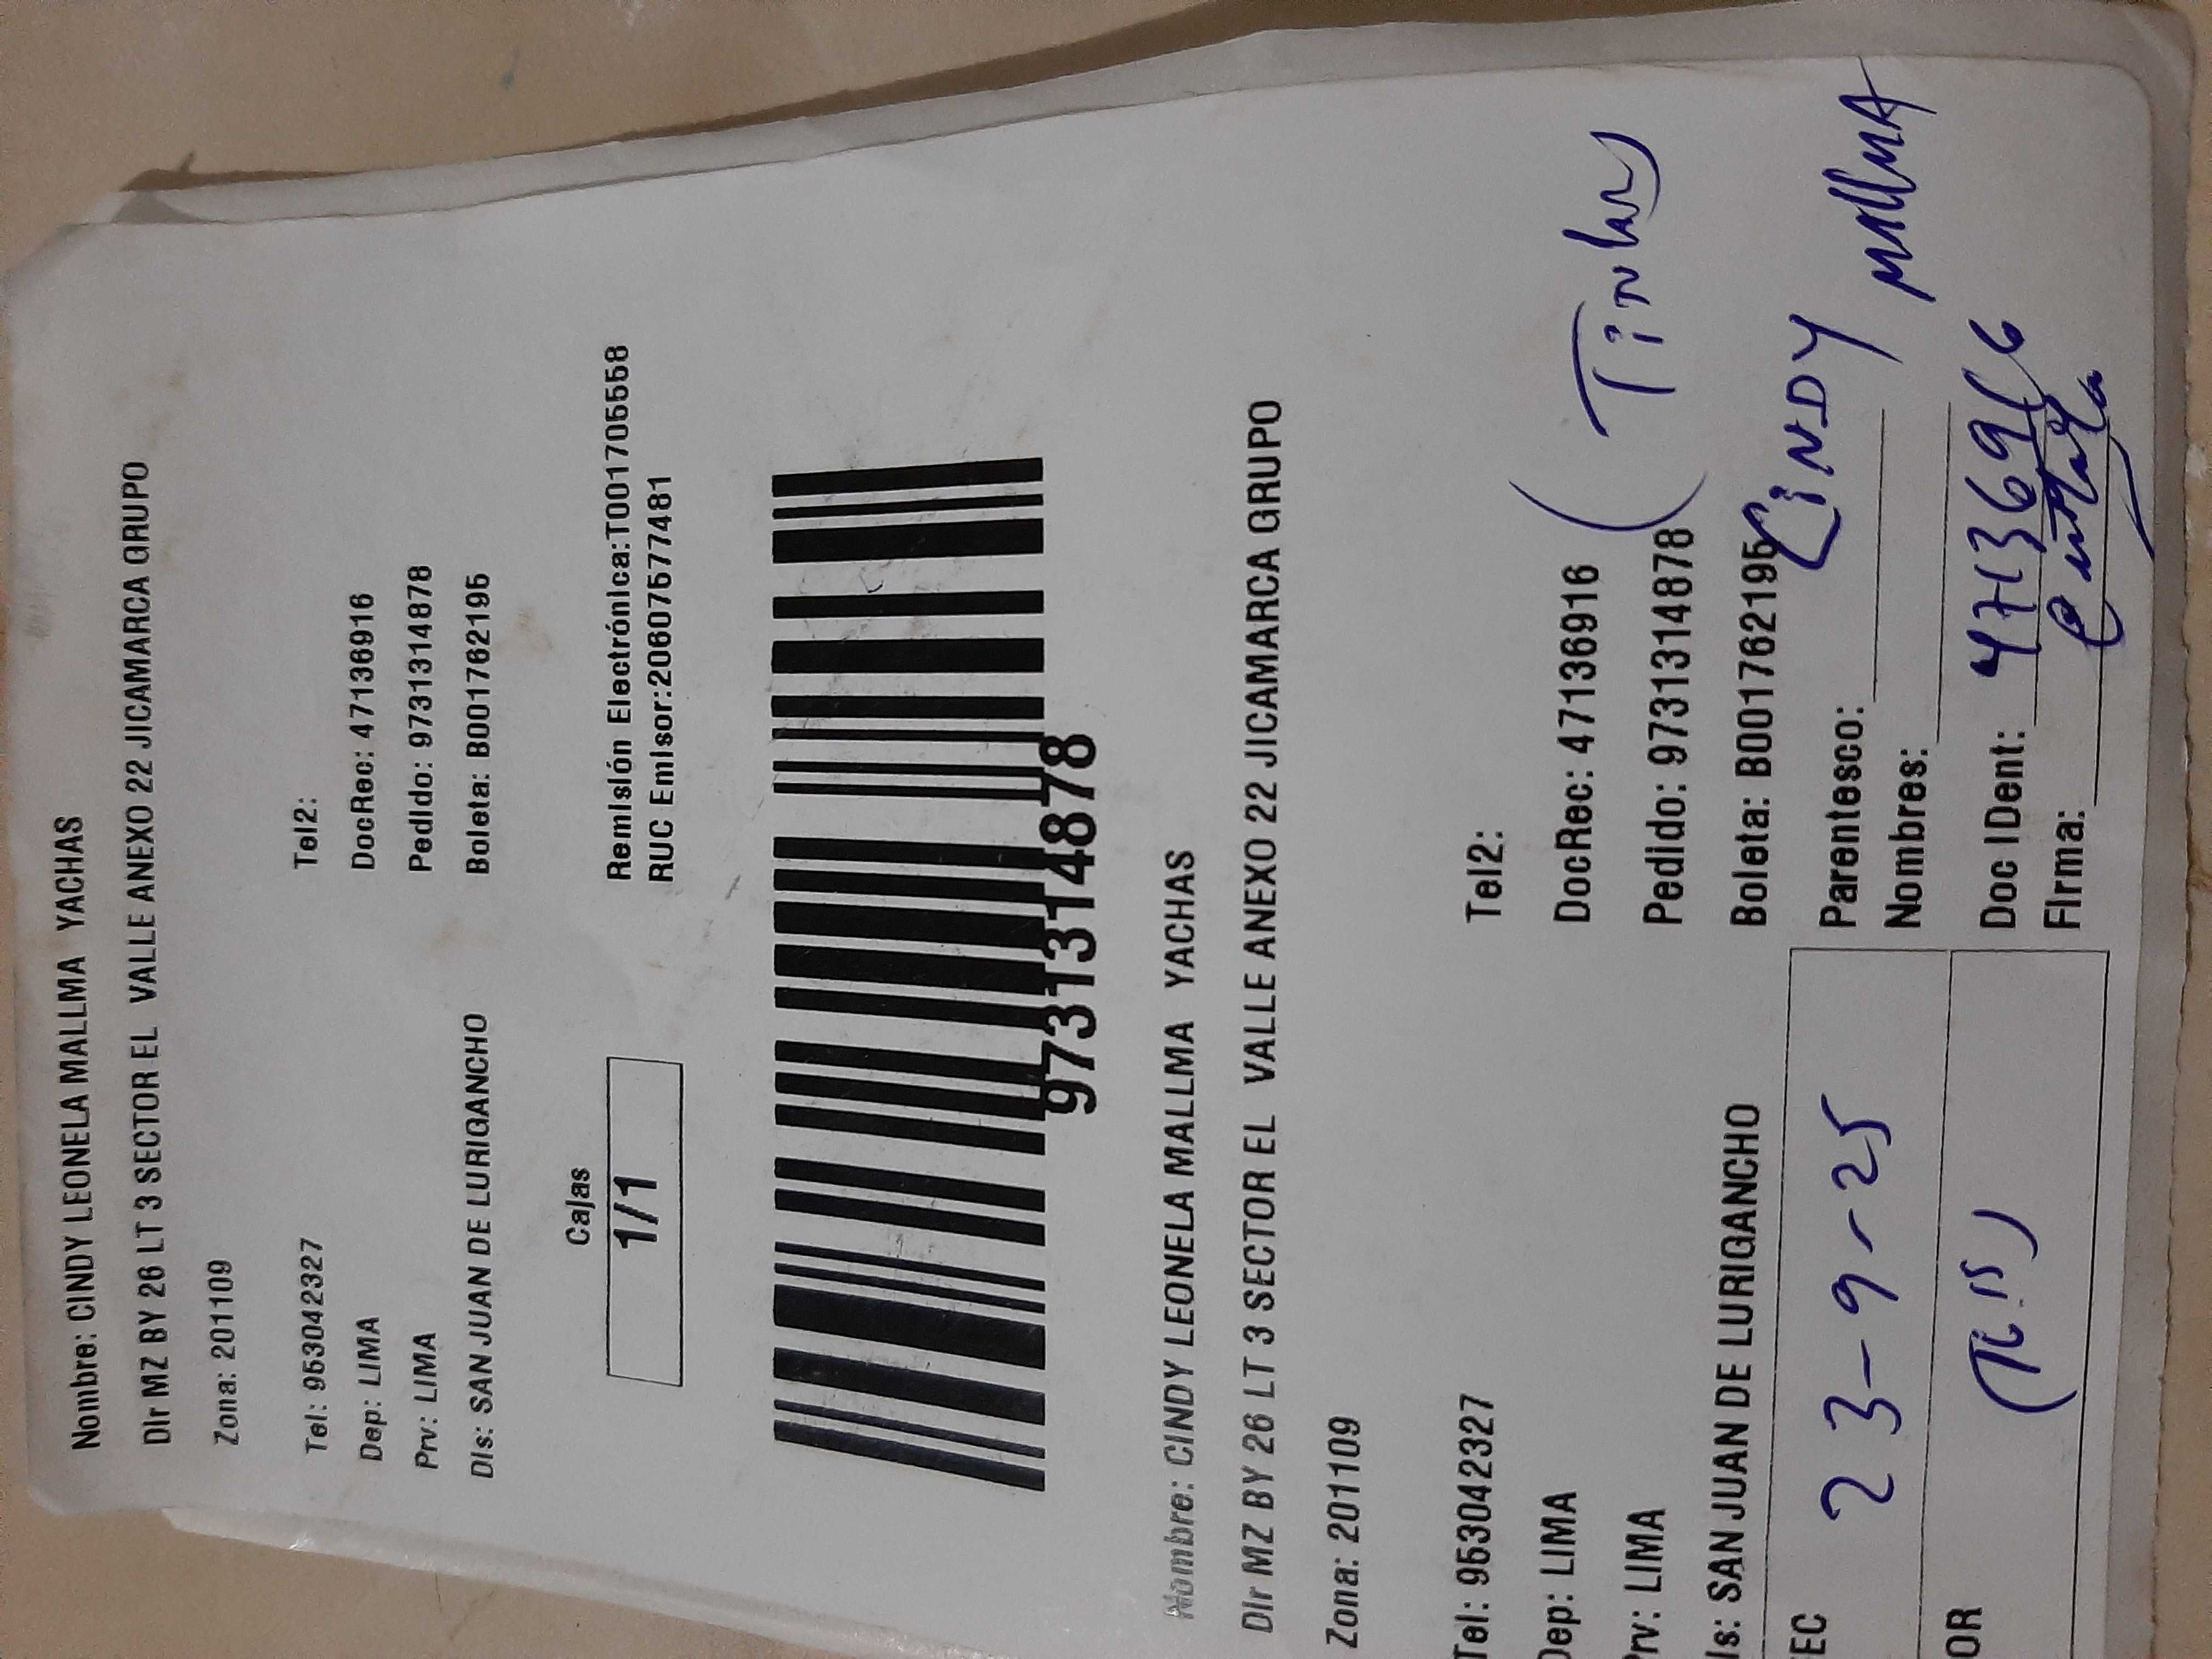 Nombre: CINDY LEONELA MALLMA YACHAS
Dir MZ BY 26 LT 3 SECTOR EL VALLE ANEXO 22 JICAMARCA GRUPO
Zona: 201109
Tel: 953042327 Tel2:
Dep: LIMA DocRec: 47136916
Prv: LIMA Pedido: 9731314878
Dis: SAN JUAN DE LURIGANCHO Boleta: B001762195
Cajas
1/1
Remisión Electrónica:T001705558
RUC Emisor:20607577481
9731314878
Nombre: CINDY LEONELA MALLMA YACHAS
Dir MZ BY 26 LT 3 SECTOR EL VALLE ANEXO 22 JICAMARCA GRUPO
Zona: 201109
Tel: 953042327 Tel2:
Dep: LIMA DocRec: 47136916
Prv: LIMA Pedido: 9731314878
Is: SAN JUAN DE LURIGANCHO Boleta: B001762195
EC 23-9-25
Parentesco: CINDY MALLMA
Nombres:
OR
Doc IDent: 47136916
Firma: